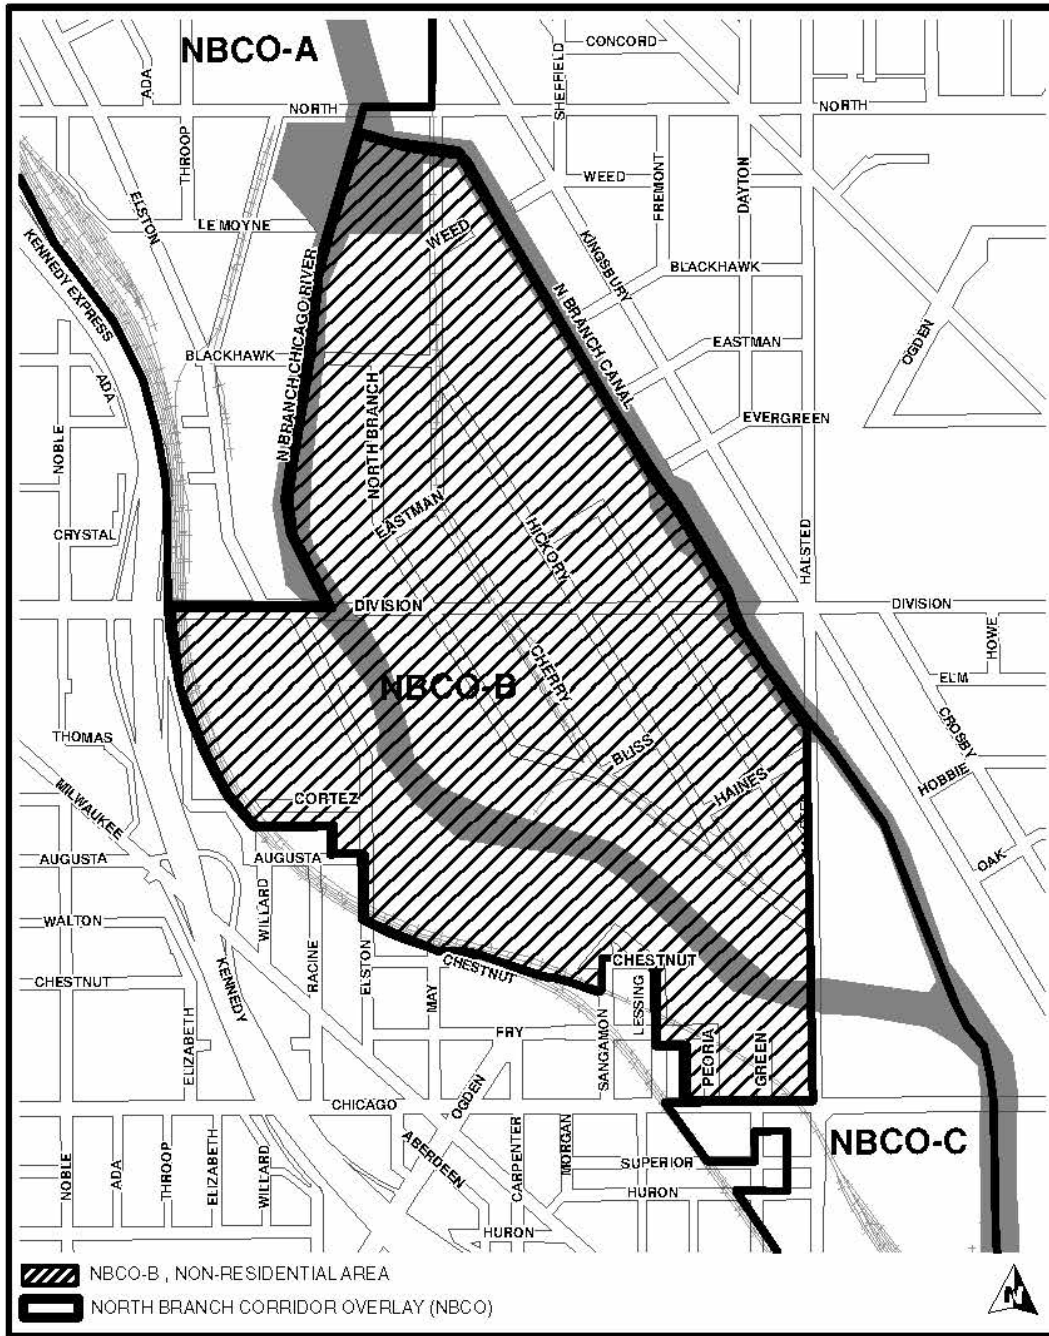 NBCO-A
CONCORD
ADA
SHEFFIELD
NORTH
NORTH
THROOP
ELSTON
WEED
FREMONT
DAYTON
LE MOYNE
WEED
KINGSBURY
KENNEDY EXPRESS
N BRANCH CHICAGO RIVER
BLACKHAWK
N BRANCH CANAL
OGDEN
BLACKHAWK
EASTMAN
ADA
NORTH BRANCH
EVERGREEN
NOBLE
EASTMAN
HICKORY
CRYSTAL
HALSTED
DIVISION
DIVISION
HOWE
CHERRY
NBCO-B
ELM
CROSBY
THOMAS
BLISS
HAINES
HOBBIE
MILWAUKEE
CORTEZ
AUGUSTA
AUGUSTA
OAK
WILLARD
WALTON
RACINE
ELSTON
CHESTNUT
CHESTNUT
CHESTNUT
KENNEDY
MAY
LESSING
SANGAMON
FRY
PEORIA
GREEN
ELIZABETH
OGDEN
CHICAGO
ABERDEEN
NBCO-C
NOBLE
ADA
THROOP
ELIZABETH
WILLARD
CARPENTER
MORGAN
SUPERIOR
HURON
HURON
NBCO-B , NON-RESIDENTIAL AREA
NORTH BRANCH CORRIDOR OVERLAY (NBCO)
N